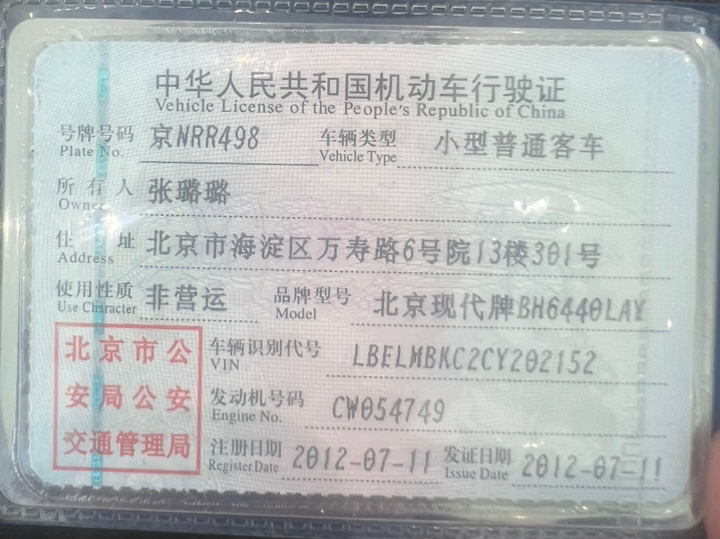 中华人民共和国机动车行驶证
Vehicle License of the People's Republic of China
号牌号码 京NRR498 车辆类型 小型普通客车
Plate No. Vehicle Type
所有人 张璐璐
Owner
住址 北京市海淀区万寿路6号院13楼301号
Address
使用性质 非营运 品牌型号 北京现代牌BH6440LAY
Use Character Model
北京市公 车辆识别代号 LBELMBKC2CY202152
VIN
安局公安 发动机号码 CW054749
Engine No.
交通管理局 注册日期 2012-07-11 发证日期 2012-07-11
Register Date Issue Date